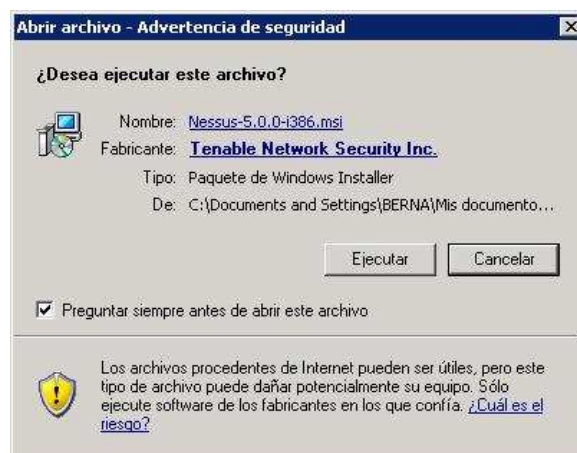 Abrir archivo - Advertencia de seguridad
¿Desea ejecutar este archivo?
Nombre: Nessus-5.0.0-i386.msi
Fabricante: Tenable Network Security Inc.
Tipo: Paquete de Windows Installer
De: C:\Documents and Settings\BERNA\Mis documento...
Ejecutar Cancelar
Preguntar siempre antes de abrir este archivo
Los archivos procedentes de Internet pueden ser útiles, pero este
tipo de archivo puede dañar potencialmente su equipo. Sólo
ejecute software de los fabricantes en los que confía. ¿Cuál es el
riesgo?